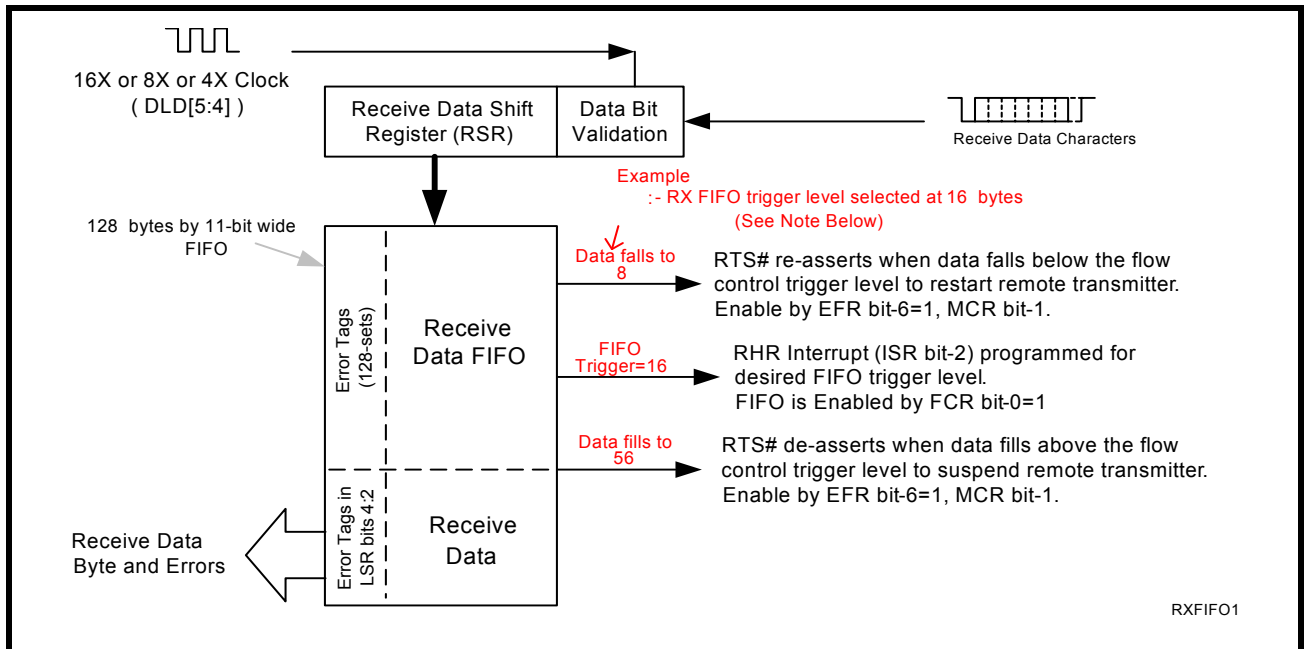 16X or 8X or 4X Clock
( DLD[5:4] )
Receive Data Shift
Register (RSR)
Data Bit
Validation
Receive Data Characters
Example
:- RX FIFO trigger level selected at 16 bytes
(See Note Below)
128 bytes by 11-bit wide
FIFO
Error Tags
(128-sets)
Receive
Data FIFO
Data falls to
8
RTS# re-asserts when data falls below the flow
control trigger level to restart remote transmitter.
Enable by EFR bit-6=1, MCR bit-1.
FIFO
Trigger=16
RHR Interrupt (ISR bit-2) programmed for
desired FIFO trigger level.
FIFO is Enabled by FCR bit-0=1
Data fills to
56
RTS# de-asserts when data fills above the flow
control trigger level to suspend remote transmitter.
Enable by EFR bit-6=1, MCR bit-1.
Error Tags in
LSR bits 4:2
Receive
Data
Receive Data
Byte and Errors
RXFIFO1